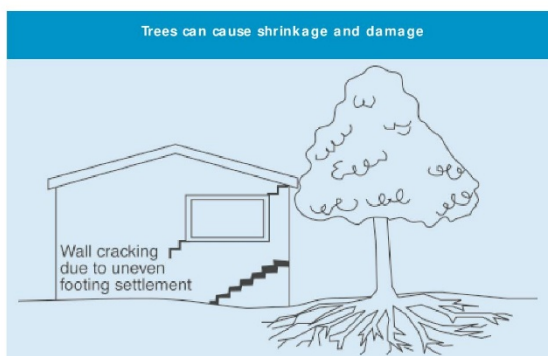 Trees can cause shrinkage and damage
Wall cracking
due to uneven
footing settlement